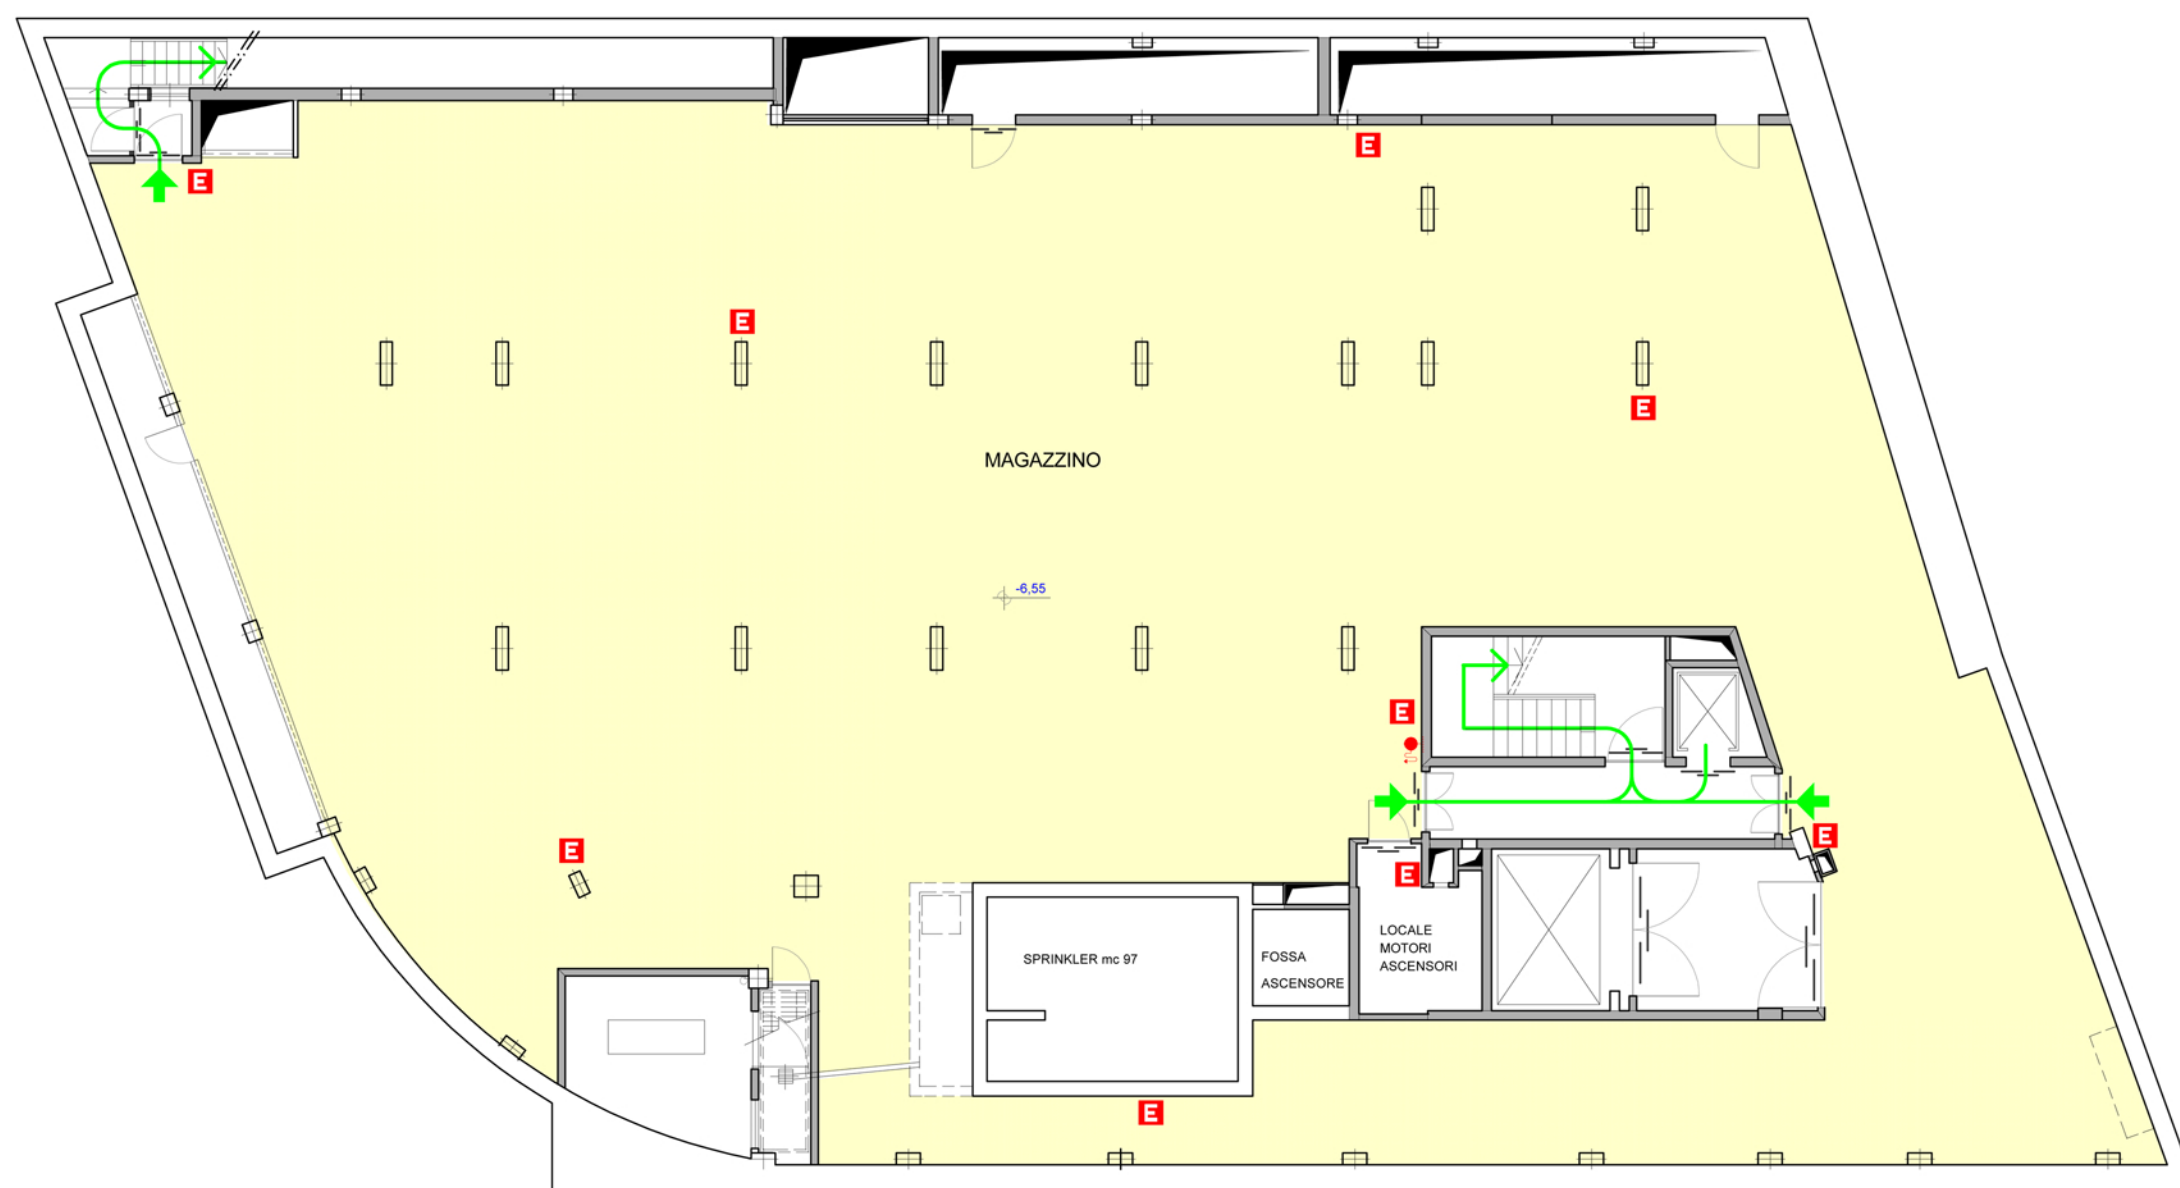 E
E
E
E
MAGAZZINO
-6,55
E
E
E
E
LOCALE
MOTORI
ASCENSORI
SPRINKLER mc 97
FOSSA
ASCENSORE
E